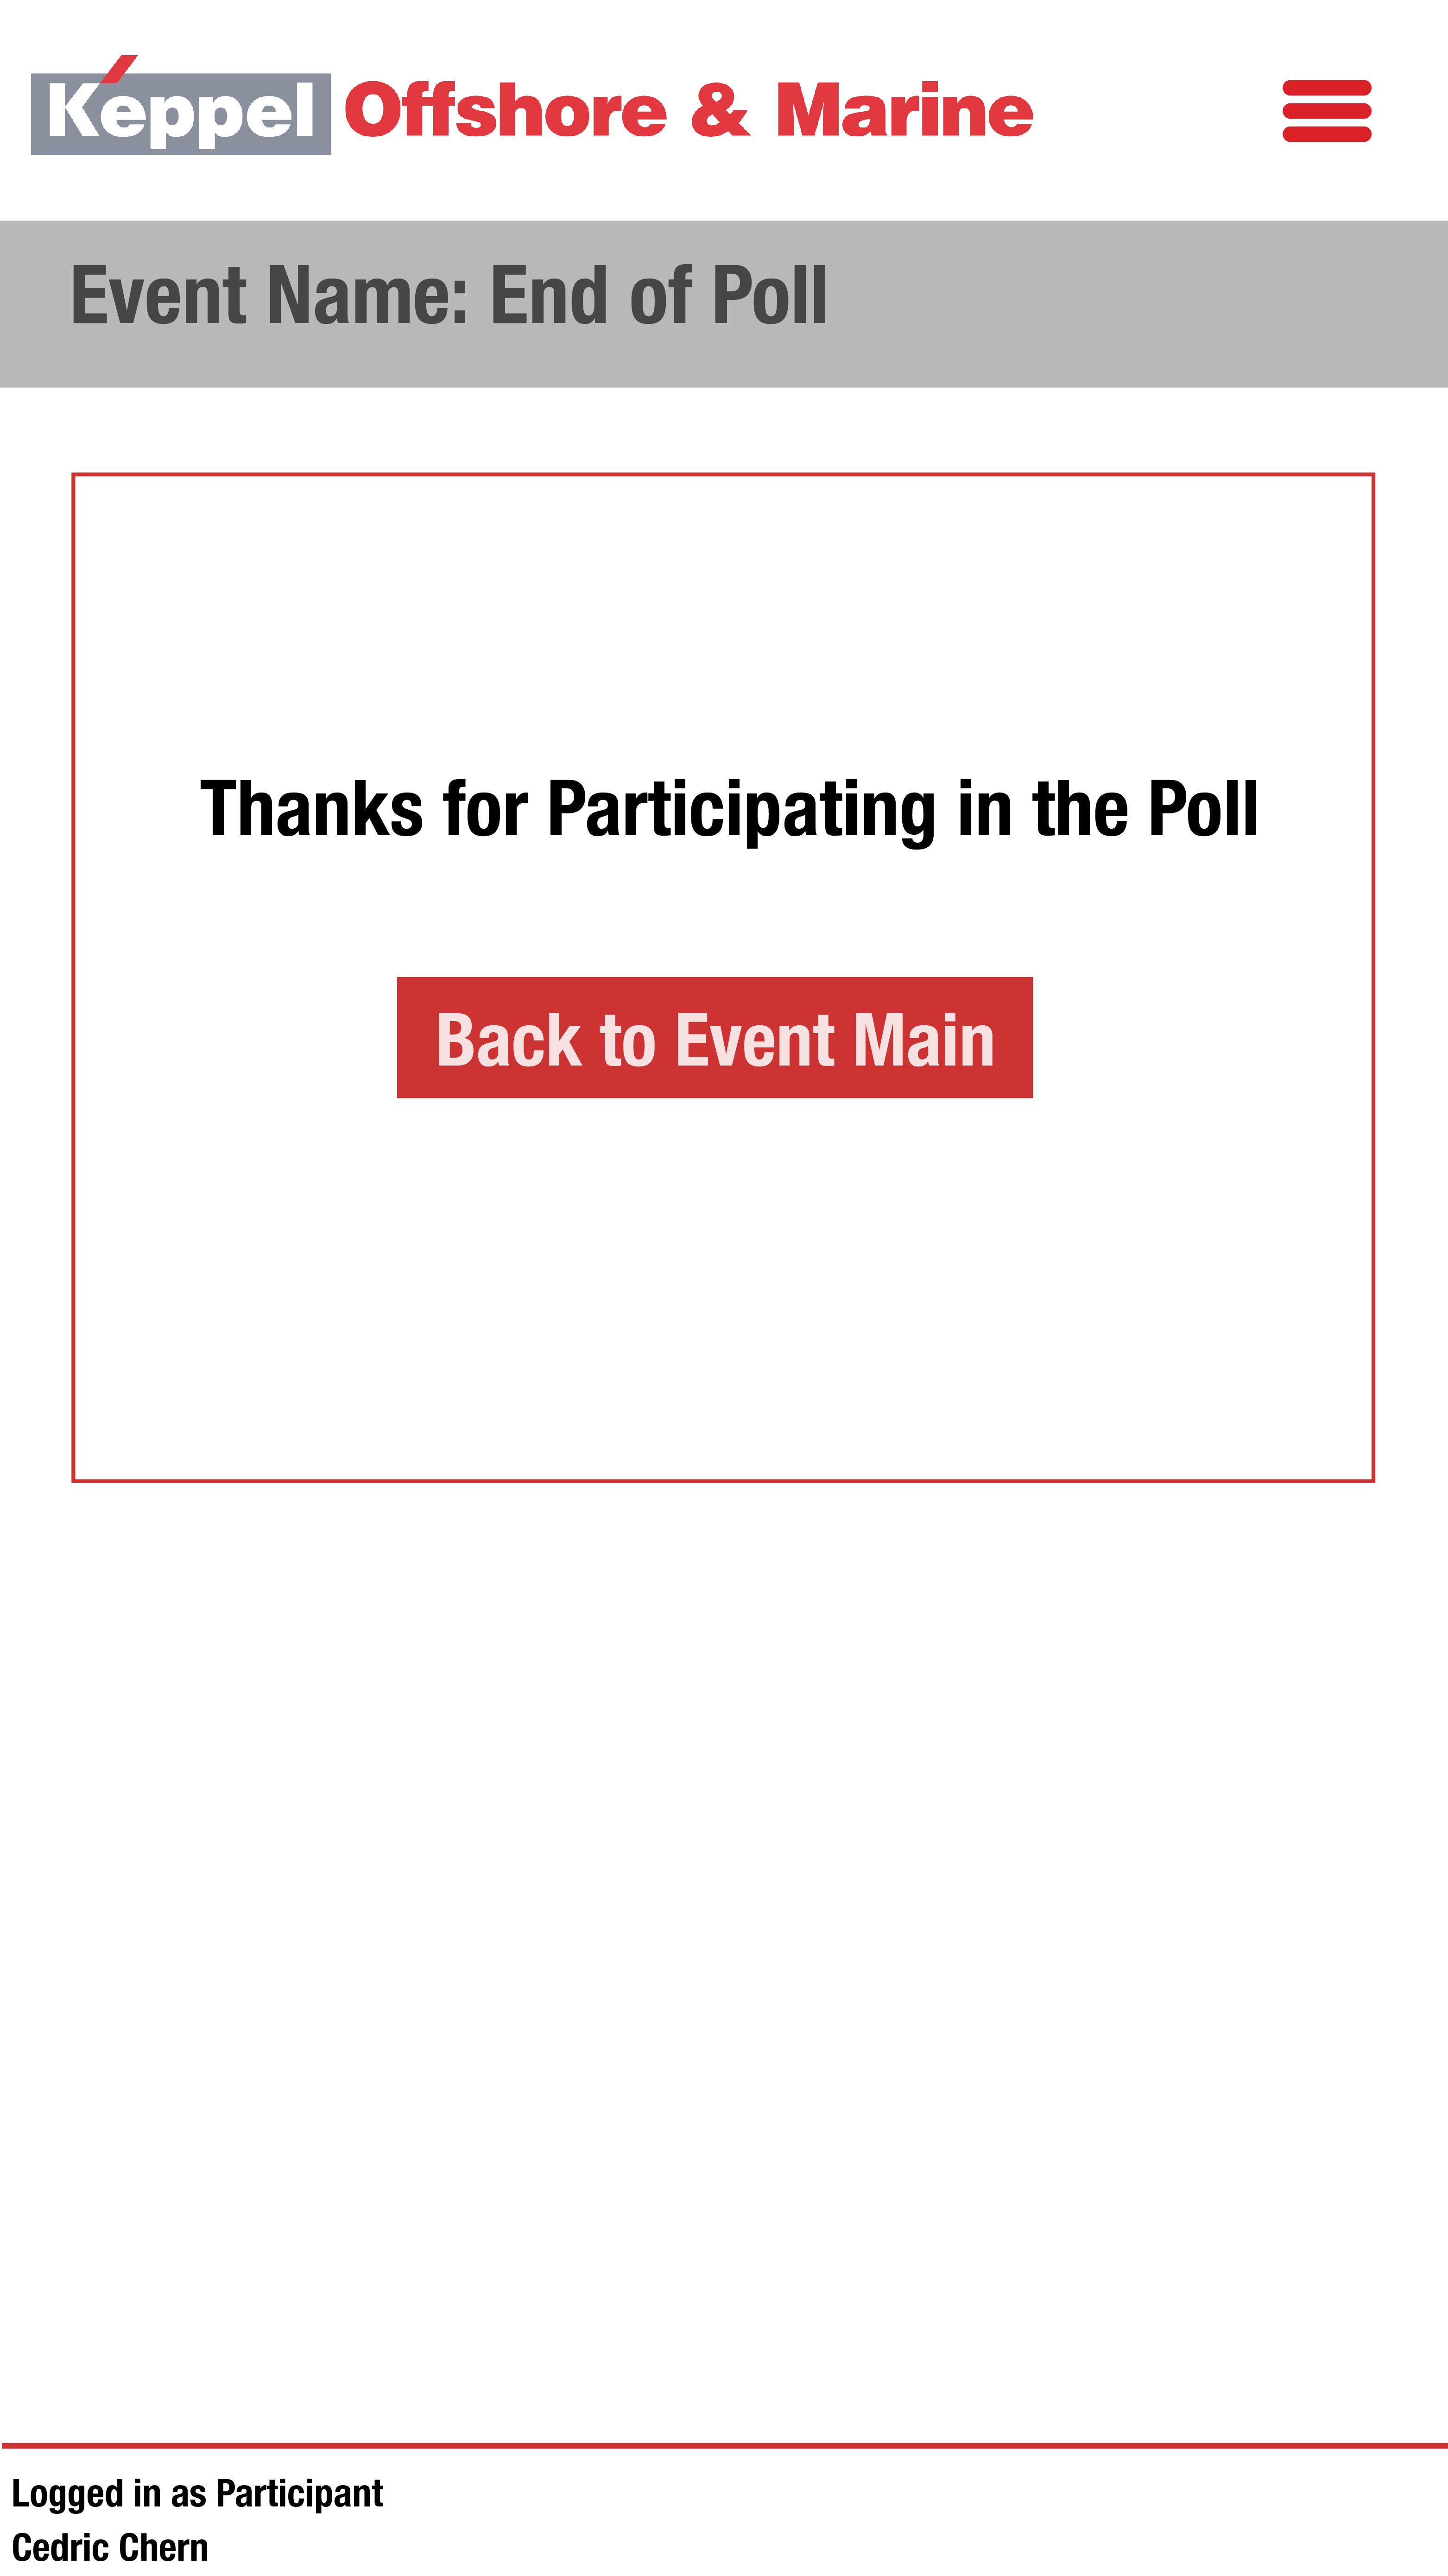 Keppel Offshore & Marine
Event Name: End of Poll
Thanks for Participating in the Poll
Back to Event Main
Logged in as Participant
Cedric Chern